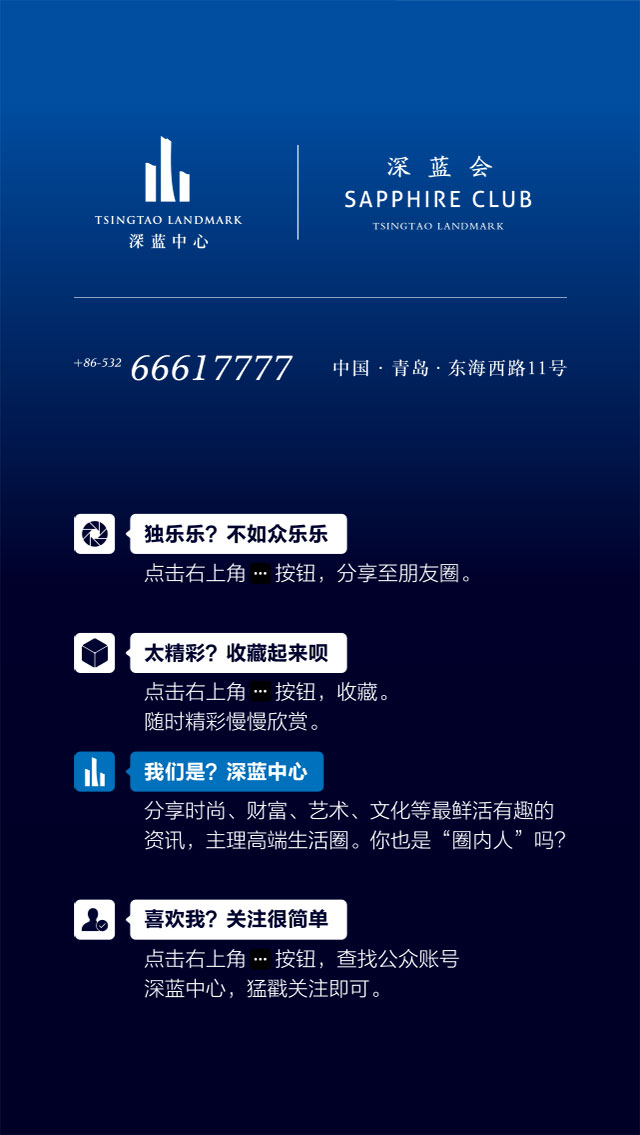 TSINGTAO LANDMARK
深蓝中心
深蓝会
SAPPHIRE CLUB
TSINGTAO LANDMARK
+86-532 66617777
中国·青岛·东海西路11号
独乐乐？不如众乐乐
点击右上角 ··· 按钮，分享至朋友圈。
太精彩？收藏起来呗
点击右上角 ··· 按钮，收藏。
随时精彩慢慢欣赏。
我们是？深蓝中心
分享时尚、财富、艺术、文化等最鲜活有趣的
资讯，主理高端生活圈。你也是“圈内人”吗？
喜欢我？关注很简单
点击右上角 ··· 按钮，查找公众账号
深蓝中心，猛戳关注即可。